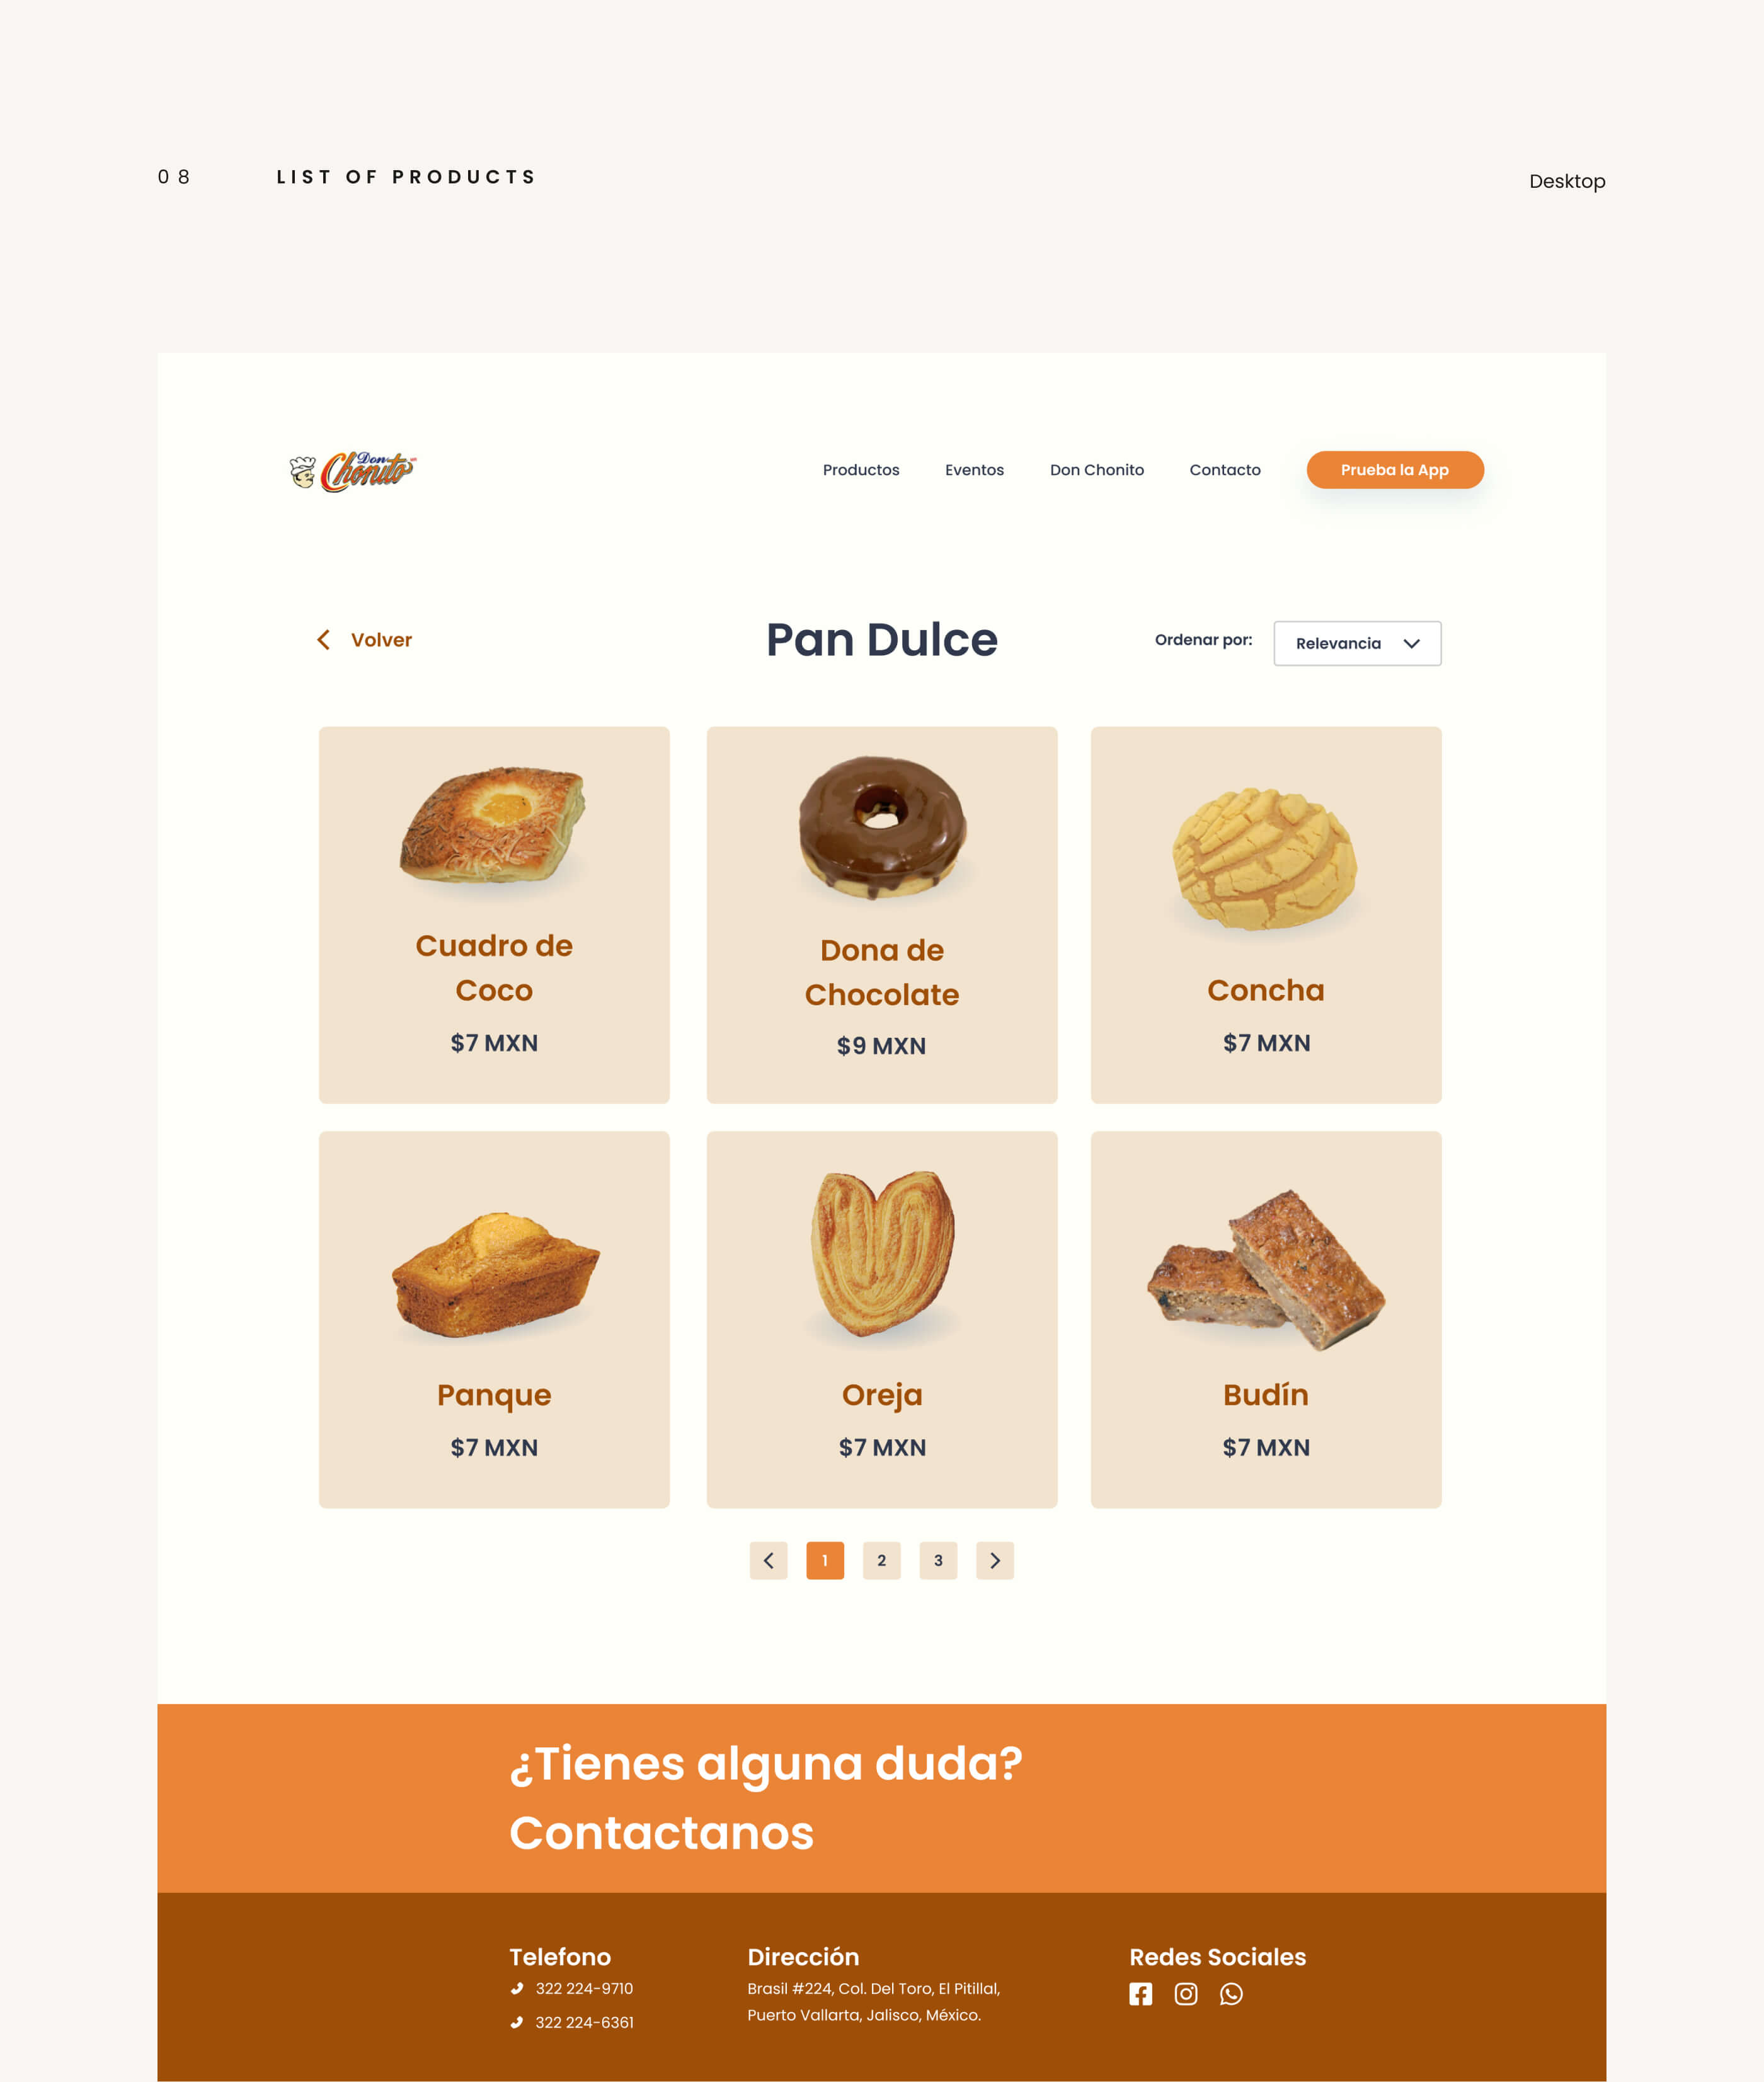 08 LIST OF PRODUCTS
Desktop
Don Chonito
Productos Eventos Don Chonito Contacto Prueba la App
Volver
Pan Dulce
Ordenar por: Relevancia
Cuadro de
Coco
$7 MXN
Dona de
Chocolate
$9 MXN
Concha
$7 MXN
Panque
$7 MXN
Oreja
$7 MXN
Budín
$7 MXN
1 2 3
¿Tienes alguna duda?
Contactanos
Telefono
322 224-9710
322 224-6361
Dirección
Brasil #224, Col. Del Toro, El Pitillal,
Puerto Vallarta, Jalisco, México.
Redes Sociales